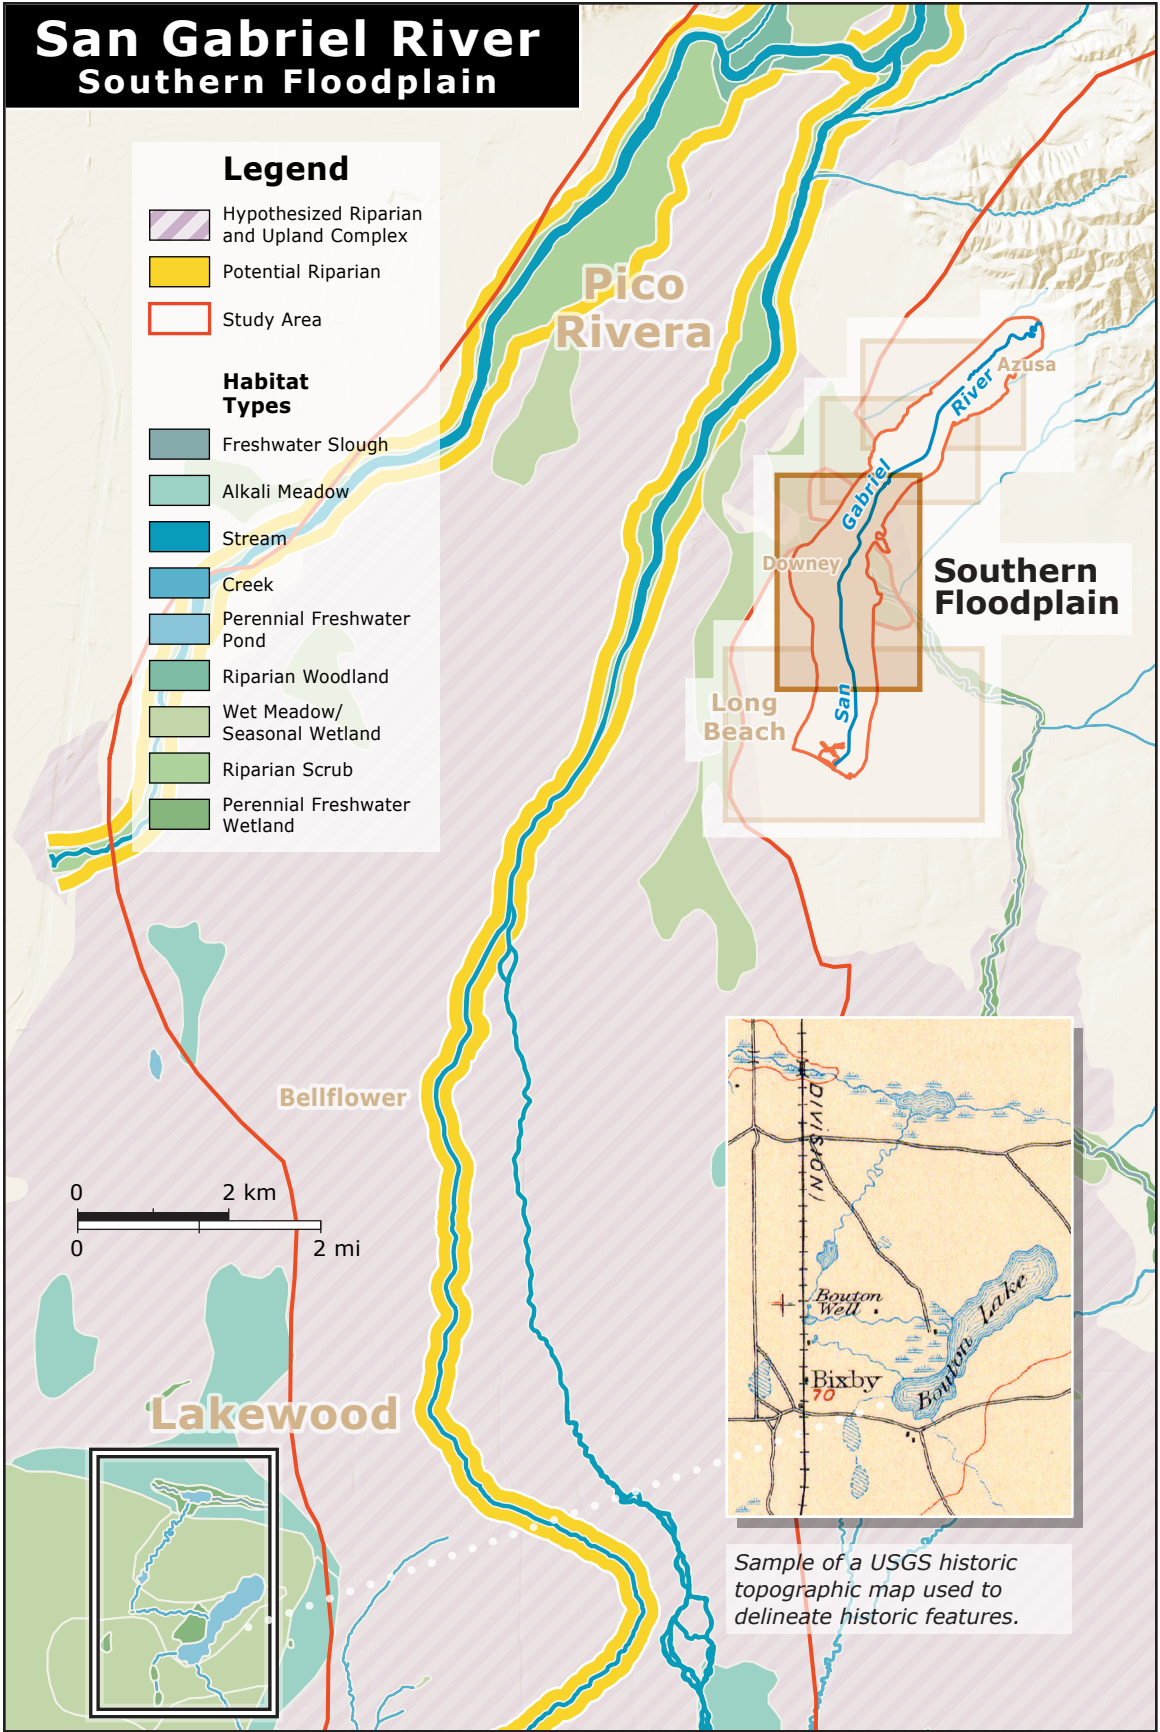 San Gabriel River
Southern Floodplain
Legend
Hypothesized Riparian
and Upland Complex
Potential Riparian
Study Area
Habitat
Types
Freshwater Slough
Alkali Meadow
Stream
Creek
Perennial Freshwater
Pond
Riparian Woodland
Wet Meadow/
Seasonal Wetland
Riparian Scrub
Perennial Freshwater
Wetland
Pico
Rivera
Azusa
River
Gabriel
San
Downey
Long
Beach
Southern
Floodplain
Bellflower
0 2 km
0 2 mi
Lakewood
DIVISION)
Bouton
Well
Bouton Lake
Bixby
70
Sample of a USGS historic
topographic map used to
delineate historic features.